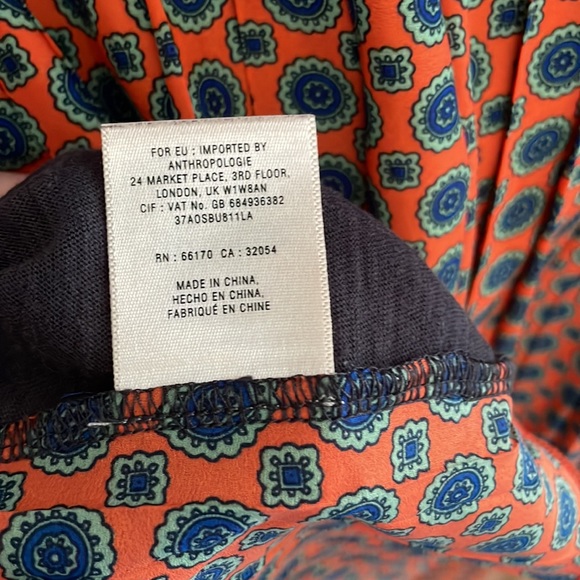 FOR EU : IMPORTED BY
ANTHROPOLOGIE
24 MARKET PLACE, 3RD FLOOR,
LONDON, UK W1W8AN
CIF : VAT No. GB 684936382
37AOSBU811LA
RN : 66170 CA : 32054
MADE IN CHINA,
HECHO EN CHINA,
FABRIQUÉ EN CHINE